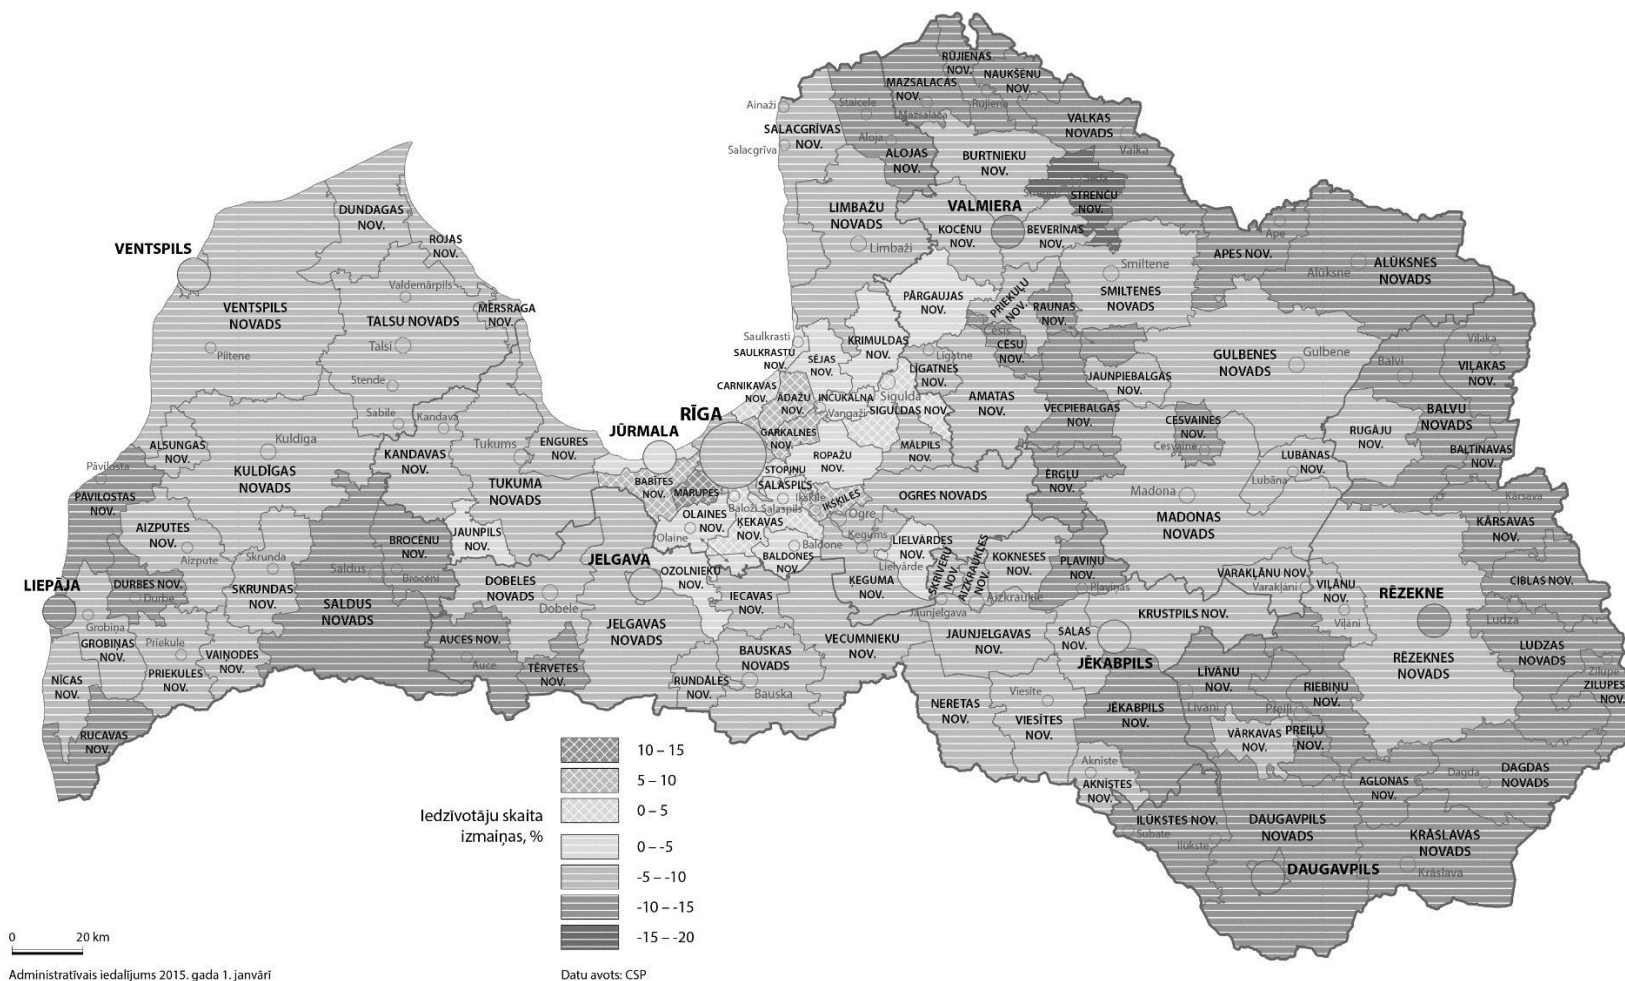 RŪJIENAS
NOV.
NAUKŠĒNU
NOV.
MAZSALACAS
NOV.
Rūjiena
Mazsalaca
Staicele
Ainaži
SALACGRĪVAS
NOV.
Salacgrīva
Aloja
ALOJAS
NOV.
BURTNIEKU
NOV.
VALKAS
NOVADS
Valka
STRENČU
NOV.
DUNDAGAS
NOV.
ROJAS
NOV.
VENTSPILS
VENTSPILS
NOVADS
Piltene
Valdemārpils
TALSU NOVADS
Talsi
MĒRSRAGA
NOV.
Stende
Sabile
Kandava
LIMBAŽU
NOVADS
Limbaži
VALMIERA
KOCĒNU
NOV.
BEVERĪNAS
NOV.
Smiltene
SMILTENES
NOVADS
Ape
APES NOV.
Alūksne
ALŪKSNES
NOVADS
PĀRGAUJAS
NOV.
PRIEKUĻU
NOV.
RAUNAS
NOV.
Cēsis
CĒSU
NOV.
Saulkrasti
SAULKRASTU
NOV.
SĒJAS
NOV.
KRIMULDAS
NOV.
Līgatne
LĪGATNES
NOV.
CARNIKAVAS
NOV.
ĀDAŽU
NOV.
INČUKALNA
Vangaži
Sigulda
SIGULDAS NOV.
AMATAS
NOV.
GULBENES
NOVADS
Gulbene
JAUNPIEBALGAS
NOV.
VECPIEBALGAS
NOV.
CESVAINES
NOV.
Cesvaine
Balvi
BALVU
NOVADS
Viļaka
VIĻAKAS
NOV.
RUGĀJU
NOV.
BALTINAVAS
NOV.
LUBĀNAS
NOV.
Lubāna
RĪGA
JŪRMALA
GARKALNES
NOV.
STOPIŅU
NOV.
ROPAŽU
NOV.
MĀLPILS
NOV.
SALASPILS
Salaspils
BABĪTES
NOV.
MĀRUPES
Baloži
OLAINES
NOV.
Olaine
ĶEKAVAS
NOV.
Ikšķile
IKŠĶILES
Ogre
OGRES NOVADS
ĒRGĻU
NOV.
Madona
MADONAS
NOVADS
Kārsava
KĀRSAVAS
NOV.
ALSUNGAS
NOV.
Kuldīga
KULDĪGAS
NOVADS
KANDAVAS
NOV.
Tukums
TUKUMA
NOVADS
ENGURES
NOV.
Pāvilosta
PĀVILOSTAS
NOV.
AIZPUTES
NOV.
Aizpute
Skrunda
SKRUNDAS
NOV.
BROCĒNU
NOV.
Brocēni
Saldus
SALDUS
NOVADS
JAUNPILS
NOV.
LIEPĀJA
DURBES NOV.
Durbe
Grobiņa
GROBIŅAS
NOV.
Priekule
PRIEKULES
NOV.
VAIŅODES
NOV.
NĪCAS
NOV.
RUCAVAS
NOV.
DOBELES
NOVADS
Dobele
AUCES NOV.
Auce
TĒRVETES
NOV.
JELGAVA
JELGAVAS
NOVADS
OZOLNIEKU
NOV.
IECAVAS
NOV.
BALDONES
NOV.
Baldone
Ķegums
ĶEGUMA
NOV.
LIELVĀRDES
NOV.
Lielvārde
SKRĪVERU
NOV.
AIZKRAUKLES
NOV.
Aizkraukle
KOKNESES
NOV.
PĻAVIŅU
NOV.
Pļaviņas
BAUSKAS
NOVADS
Bauska
RUNDĀLES
NOV.
VECUMNIEKU
NOV.
Jaunjelgava
JAUNJELGAVAS
NOV.
SALAS
NOV.
JĒKABPILS
KRUSTPILS NOV.
VARAKĻĀNU NOV.
Varakļāni
VIĻĀNU
NOV.
Viļāni
RĒZEKNE
RĒZEKNES
NOVADS
CIBLAS NOV.
Ludza
LUDZAS
NOVADS
Zilupe
ZILUPES
NOV.
NERETAS
NOV.
Viesīte
VIESĪTES
NOV.
JĒKABPILS
NOV.
Akniste
AKNĪSTES
NOV.
LĪVĀNU
NOV.
Līvāni
RIEBIŅU
NOV.
Preiļi
PREIĻU
NOV.
VĀRKAVAS
NOV.
AGLONAS
NOV.
Dagda
DAGDAS
NOVADS
ILŪKSTES NOV.
Subate
Ilūkste
DAUGAVPILS
NOVADS
DAUGAVPILS
KRĀSLAVAS
NOVADS
Krāslava
Iedzīvotāju skaita
izmaiņas, %
10 – 15
5 – 10
0 – 5
0 – -5
-5 – -10
-10 – -15
-15 – -20
0 20 km
Administratīvais iedalījums 2015. gada 1. janvārī
Datu avots: CSP